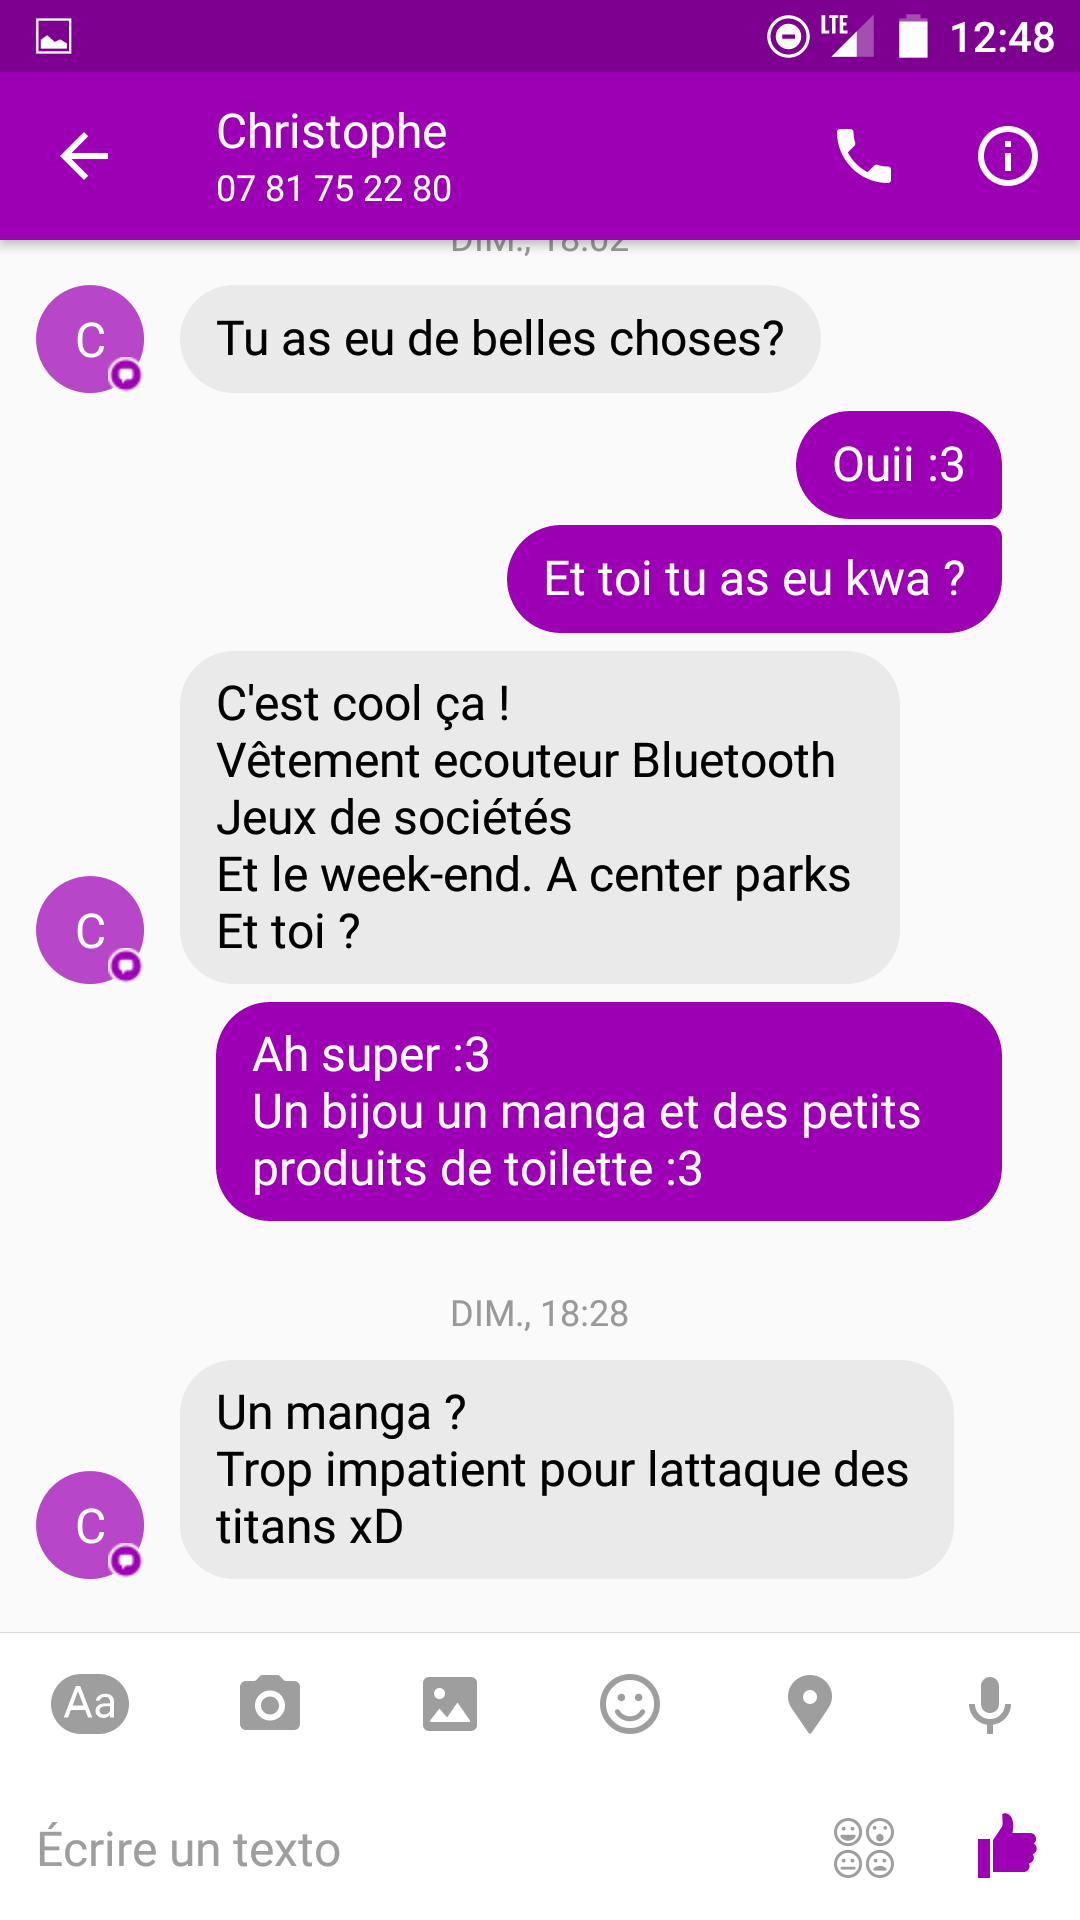 LTE 12:48
Christophe
07 81 75 22 80
DIM., 18:02
C
Tu as eu de belles choses?
Ouii :3
Et toi tu as eu kwa ?
C'est cool ça !
Vêtement ecouteur Bluetooth
Jeux de sociétés
Et le week-end. A center parks
Et toi ?
C
Ah super :3
Un bijou un manga et des petits
produits de toilette :3
DIM., 18:28
Un manga ?
Trop impatient pour lattaque des
titans xD
C
Aa
Écrire un texto